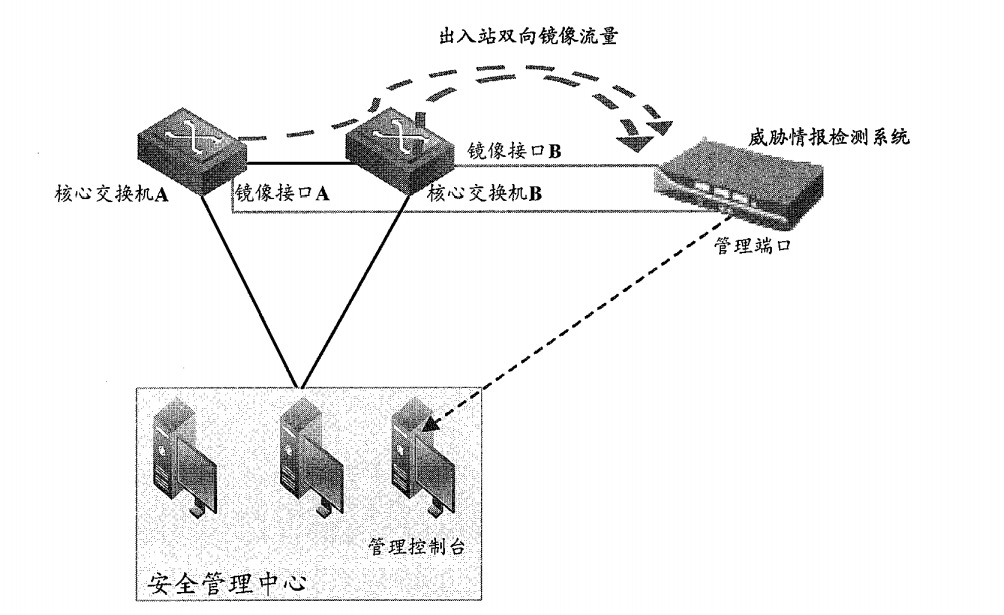 出入站双向镜像流量
威胁情报检测系统
镜像接口B
核心交换机A
镜像接口A
核心交换机B
管理端口
管理控制台
安全管理中心